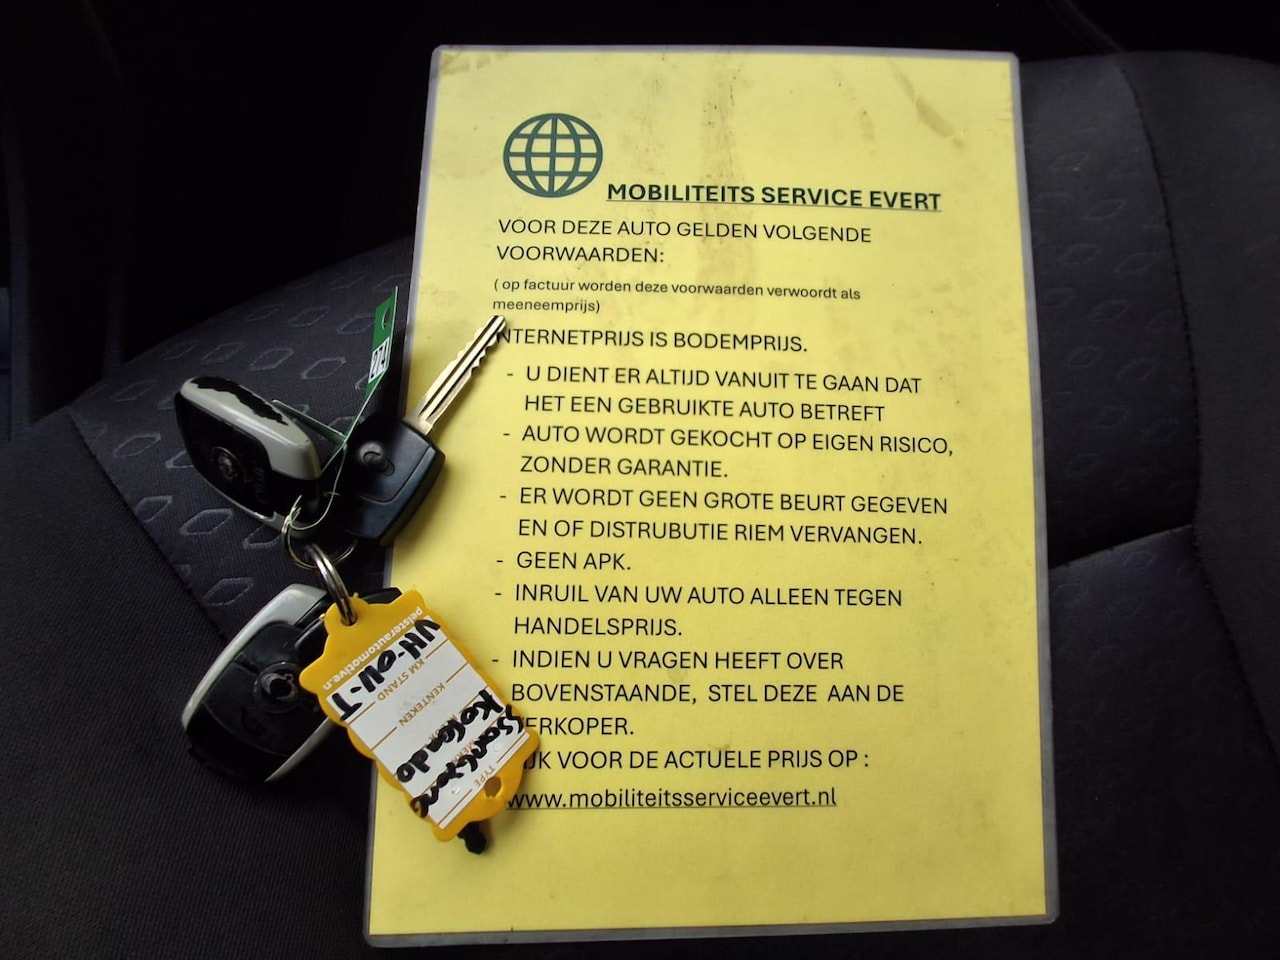 MOBILITEITS SERVICE EVERT
VOOR DEZE AUTO GELDEN VOLGENDE
VOORWAARDEN:
( op factuur worden deze voorwaarden verwoordt als
meeneemprijs)
NTERNETPRIJS IS BODEMPRIJS.
- U DIENT ER ALTIJD VANUIT TE GAAN DAT
HET EEN GEBRUIKTE AUTO BETREFT
- AUTO WORDT GEKOCHT OP EIGEN RISICO,
ZONDER GARANTIE.
- ER WORDT GEEN GROTE BEURT GEGEVEN
EN OF DISTRUBUTIE RIEM VERVANGEN.
- GEEN APK.
- INRUIL VAN UW AUTO ALLEEN TEGEN
HANDELSPRIJS.
- INDIEN U VRAGEN HEEFT OVER
BOVENSTAANDE, STEL DEZE AAN DE
ERKOPER.
JK VOOR DE ACTUELE PRIJS OP :
www.mobiliteitsserviceevert.nl
peisterautomotive.n
KM STAND
KENTEKEN
TYPE
Korando